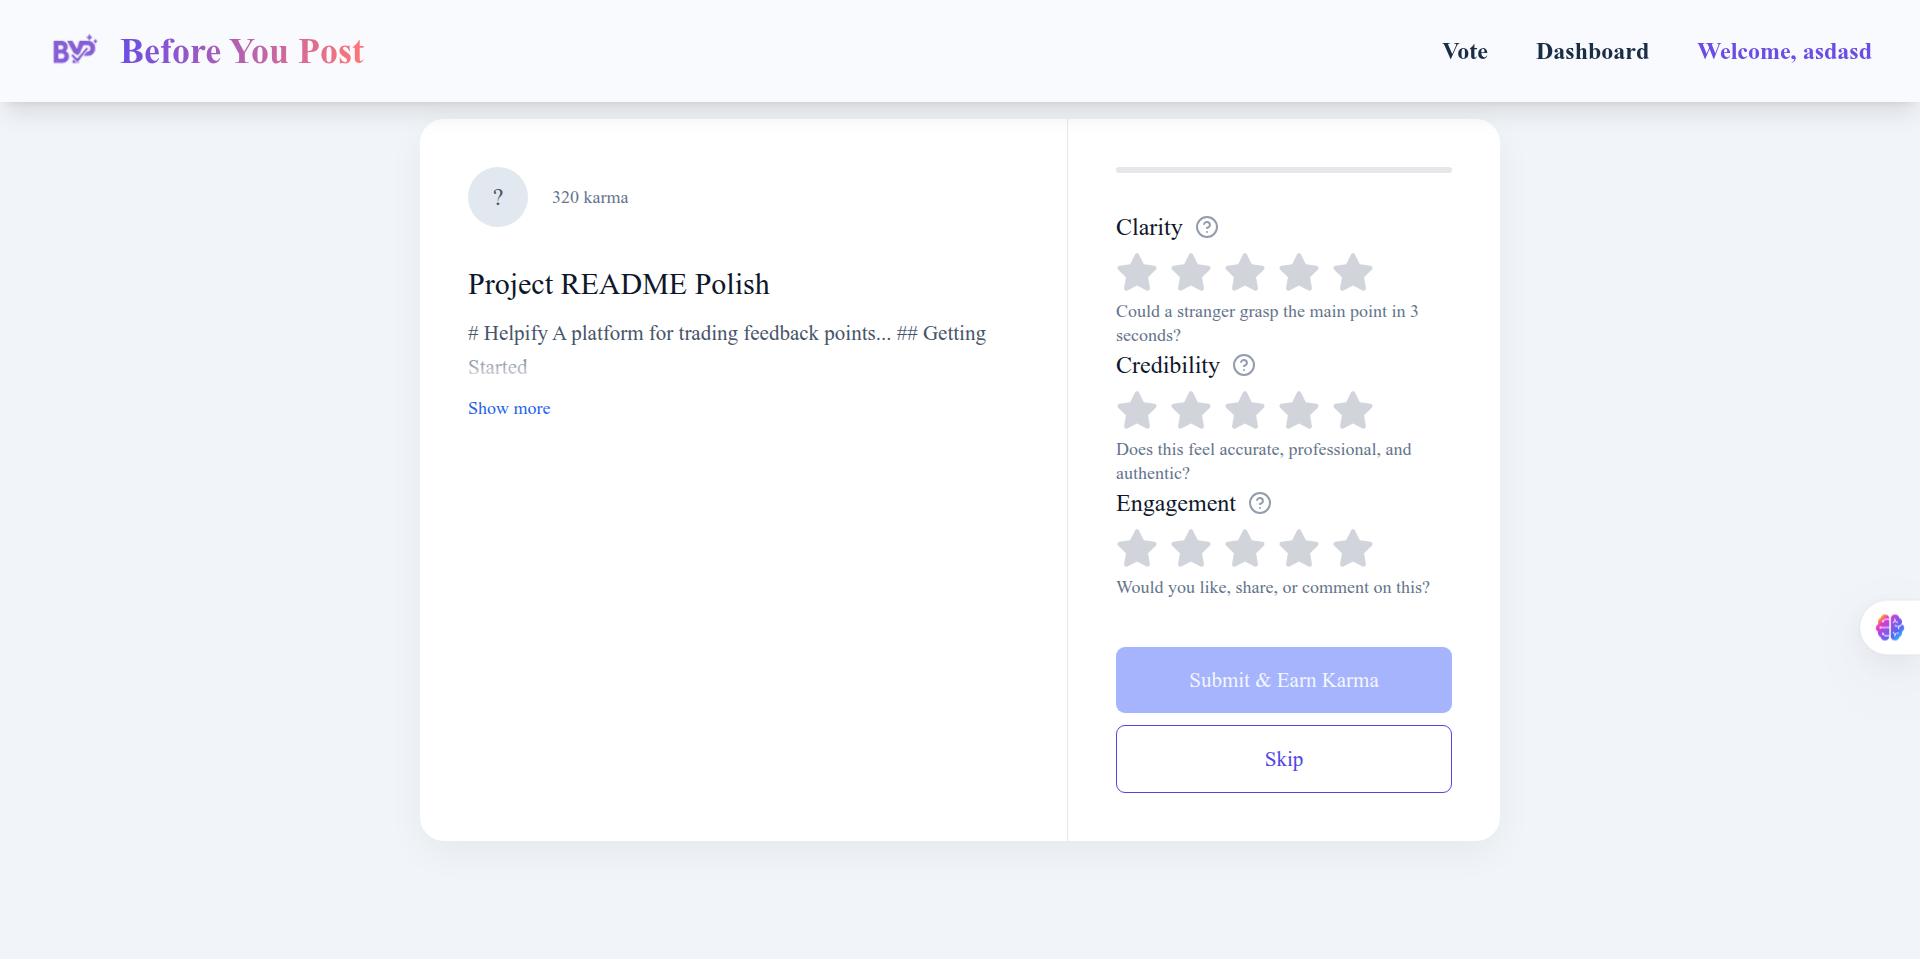 BYP
Before You Post
Vote
Dashboard
Welcome, asdasd
?
320 karma
Project README Polish
# Helpify A platform for trading feedback points... ## Getting
Started
Show more
Clarity ?
Could a stranger grasp the main point in 3
seconds?
Credibility ?
Does this feel accurate, professional, and
authentic?
Engagement ?
Would you like, share, or comment on this?
Submit & Earn Karma
Skip